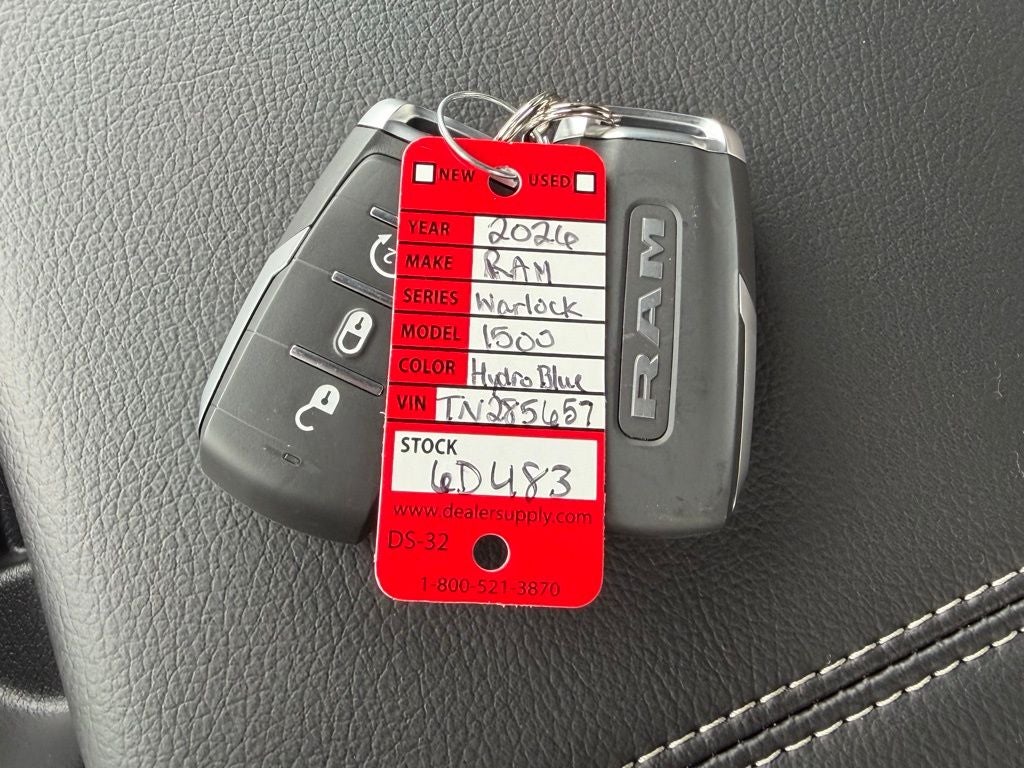 NEW USED
YEAR 2026
MAKE RAM
SERIES Warlock
MODEL 1500
COLOR Hydro Blue
VIN TN285657
STOCK
6D483
www.dealersupply.com
DS-32
1-800-521-3870
RAM